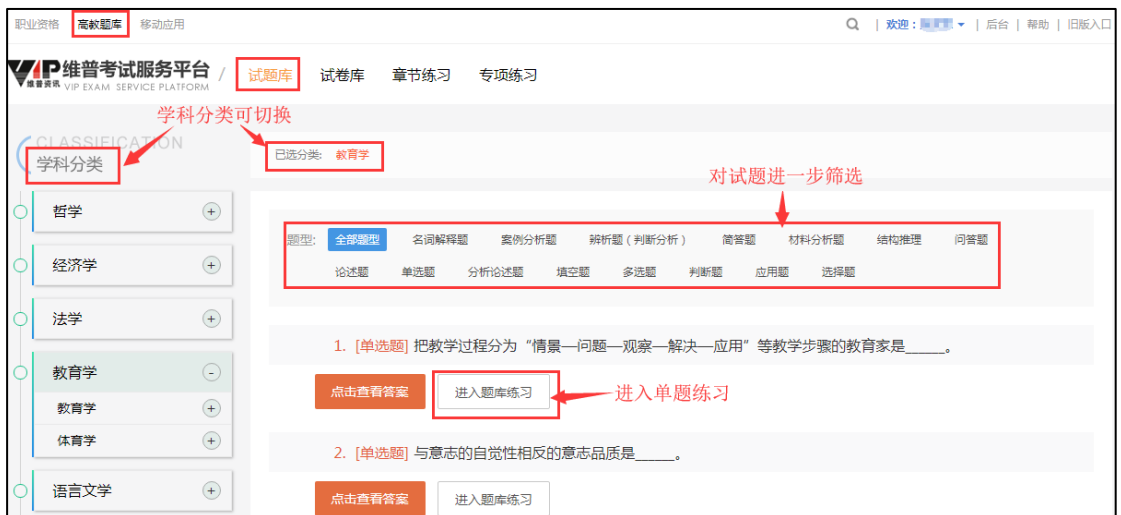 职业资格 高教题库 移动应用
| 欢迎： | 后台 | 帮助 | 旧版入口
VIP 维普考试服务平台 / 试题库 试卷库 章节练习 专项练习
维普资讯 VIP EXAM SERVICE PLATFORM
学科分类可切换
CLASSIFICATION
学科分类
已选分类: 教育学
对试题进一步筛选
哲学
经济学
法学
教育学
教育学
体育学
语言文学
题型: 全部题型 名词解释题 案例分析题 辨析题（判断分析） 简答题 材料分析题 结构推理 问答题
论述题 单选题 分析论述题 填空题 多选题 判断题 应用题 选择题
1. [单选题] 把教学过程分为“情景—问题—观察—解决—应用”等教学步骤的教育家是______。
点击查看答案 进入题库练习
进入单题练习
2. [单选题] 与意志的自觉性相反的意志品质是______。
点击查看答案 进入题库练习